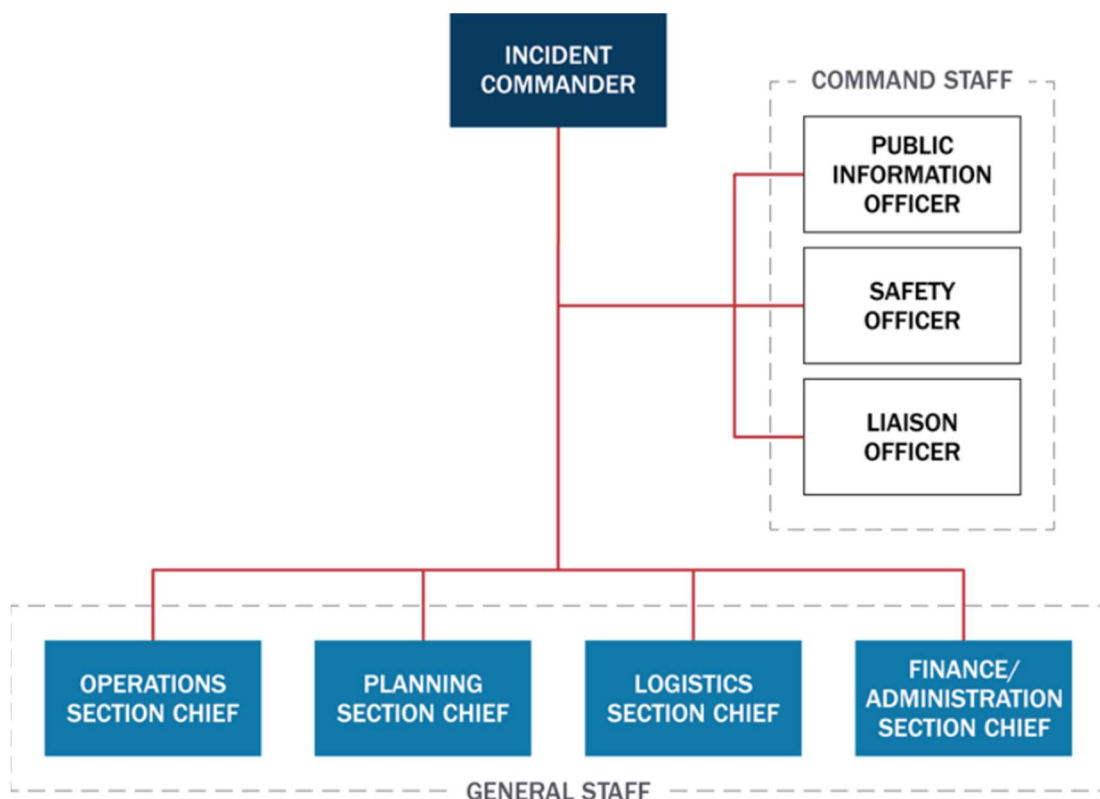 INCIDENT
COMMANDER
COMMAND STAFF
PUBLIC
INFORMATION
OFFICER
SAFETY
OFFICER
LIAISON
OFFICER
OPERATIONS
SECTION CHIEF
PLANNING
SECTION CHIEF
LOGISTICS
SECTION CHIEF
FINANCE/
ADMINISTRATION
SECTION CHIEF
GENERAL STAFF